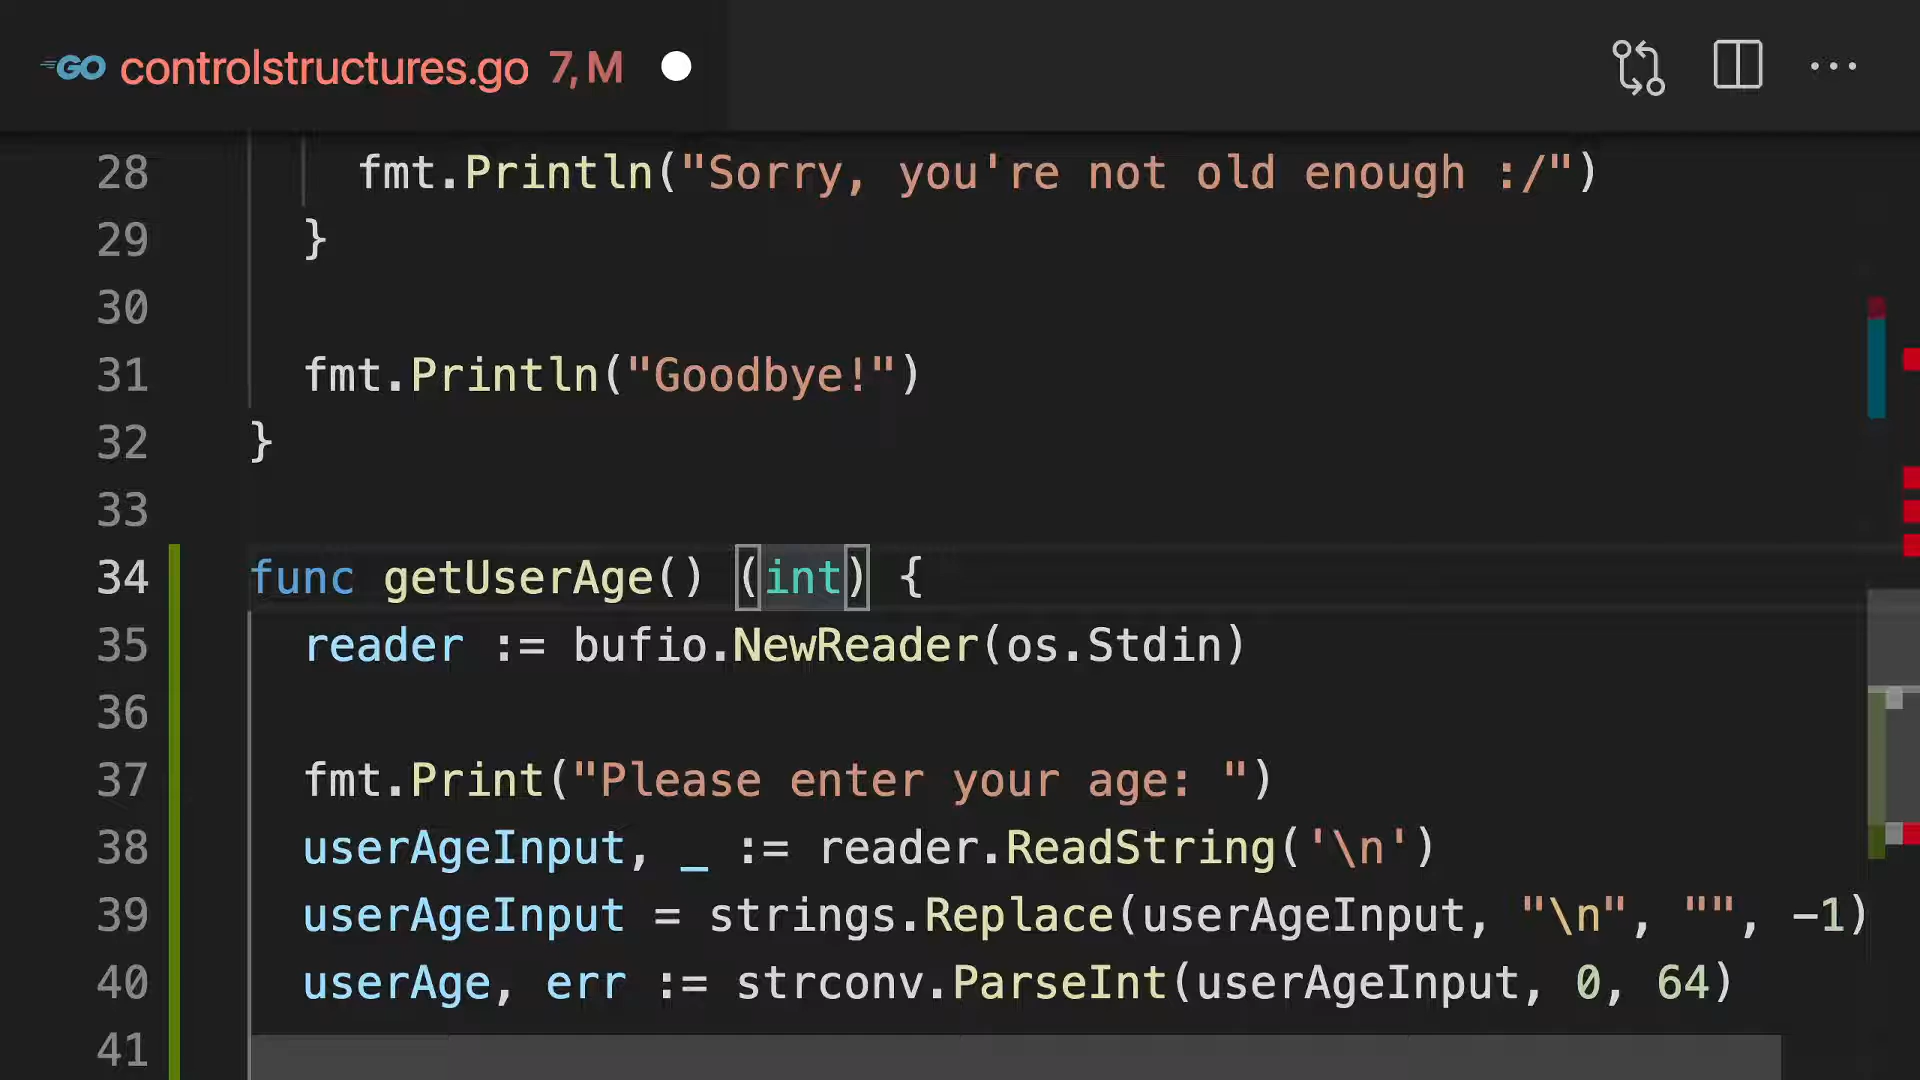 GO controlstructures.go 7, M
28 fmt.Println("Sorry, you're not old enough :/")
29 }
30
31 fmt.Println("Goodbye!")
32 }
33
34 func getUserAge() (int) {
35 reader := bufio.NewReader(os.Stdin)
36
37 fmt.Print("Please enter your age: ")
38 userAgeInput, _ := reader.ReadString('\n')
39 userAgeInput = strings.Replace(userAgeInput, "\n", "", -1)
40 userAge, err := strconv.ParseInt(userAgeInput, 0, 64)
41